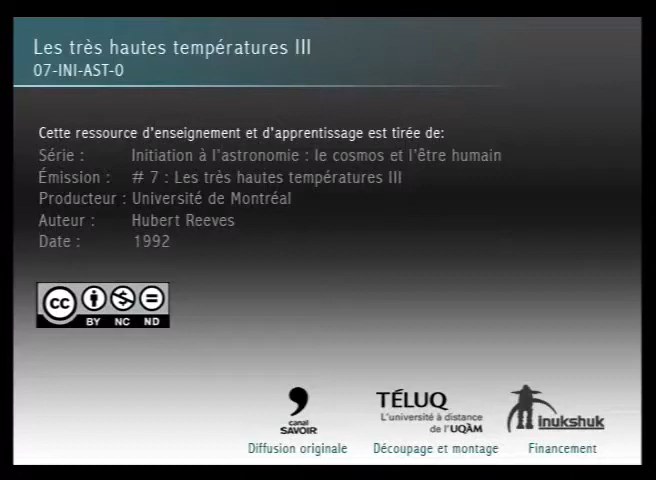 Les très hautes températures III
07-INI-AST-0
Cette ressource d'enseignement et d'apprentissage est tirée de:
Série : Initiation à l'astronomie : le cosmos et l'être humain
Émission : # 7 : Les très hautes températures III
Producteur : Université de Montréal
Auteur : Hubert Reeves
Date : 1992
cc
BY NC ND
canal
SAVOIR
Diffusion originale
TÉLUQ
L'université à distance
de l'UQÀM
Découpage et montage
Inukshuk
Financement